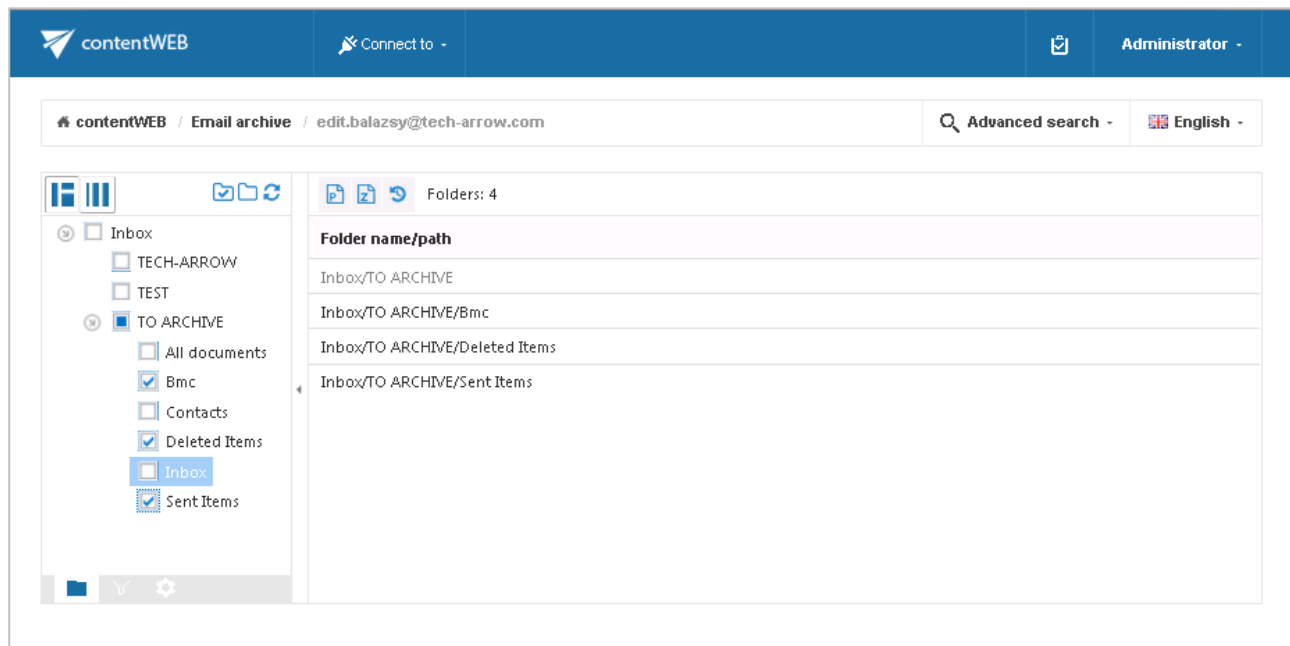 contentWEB Connect to - Administrator -
contentWEB / Email archive / edit.balazsy@tech-arrow.com Advanced search - English -
P Z Folders: 4
Inbox
Folder name/path
TECH-ARROW
Inbox/TO ARCHIVE
TEST
Inbox/TO ARCHIVE/Bmc
TO ARCHIVE
Inbox/TO ARCHIVE/Deleted Items
All documents
Inbox/TO ARCHIVE/Sent Items
Bmc
Contacts
Deleted Items
Inbox
Sent Items